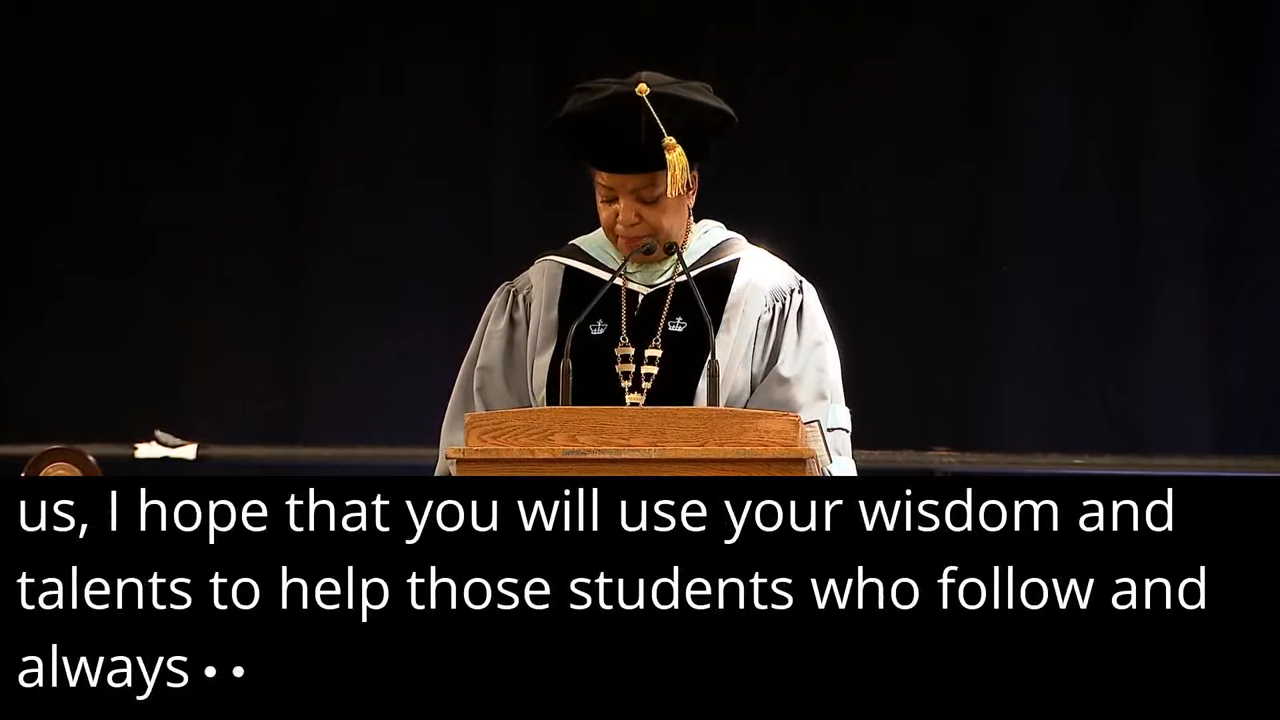 us, I hope that you will use your wisdom and
talents to help those students who follow and
always • •